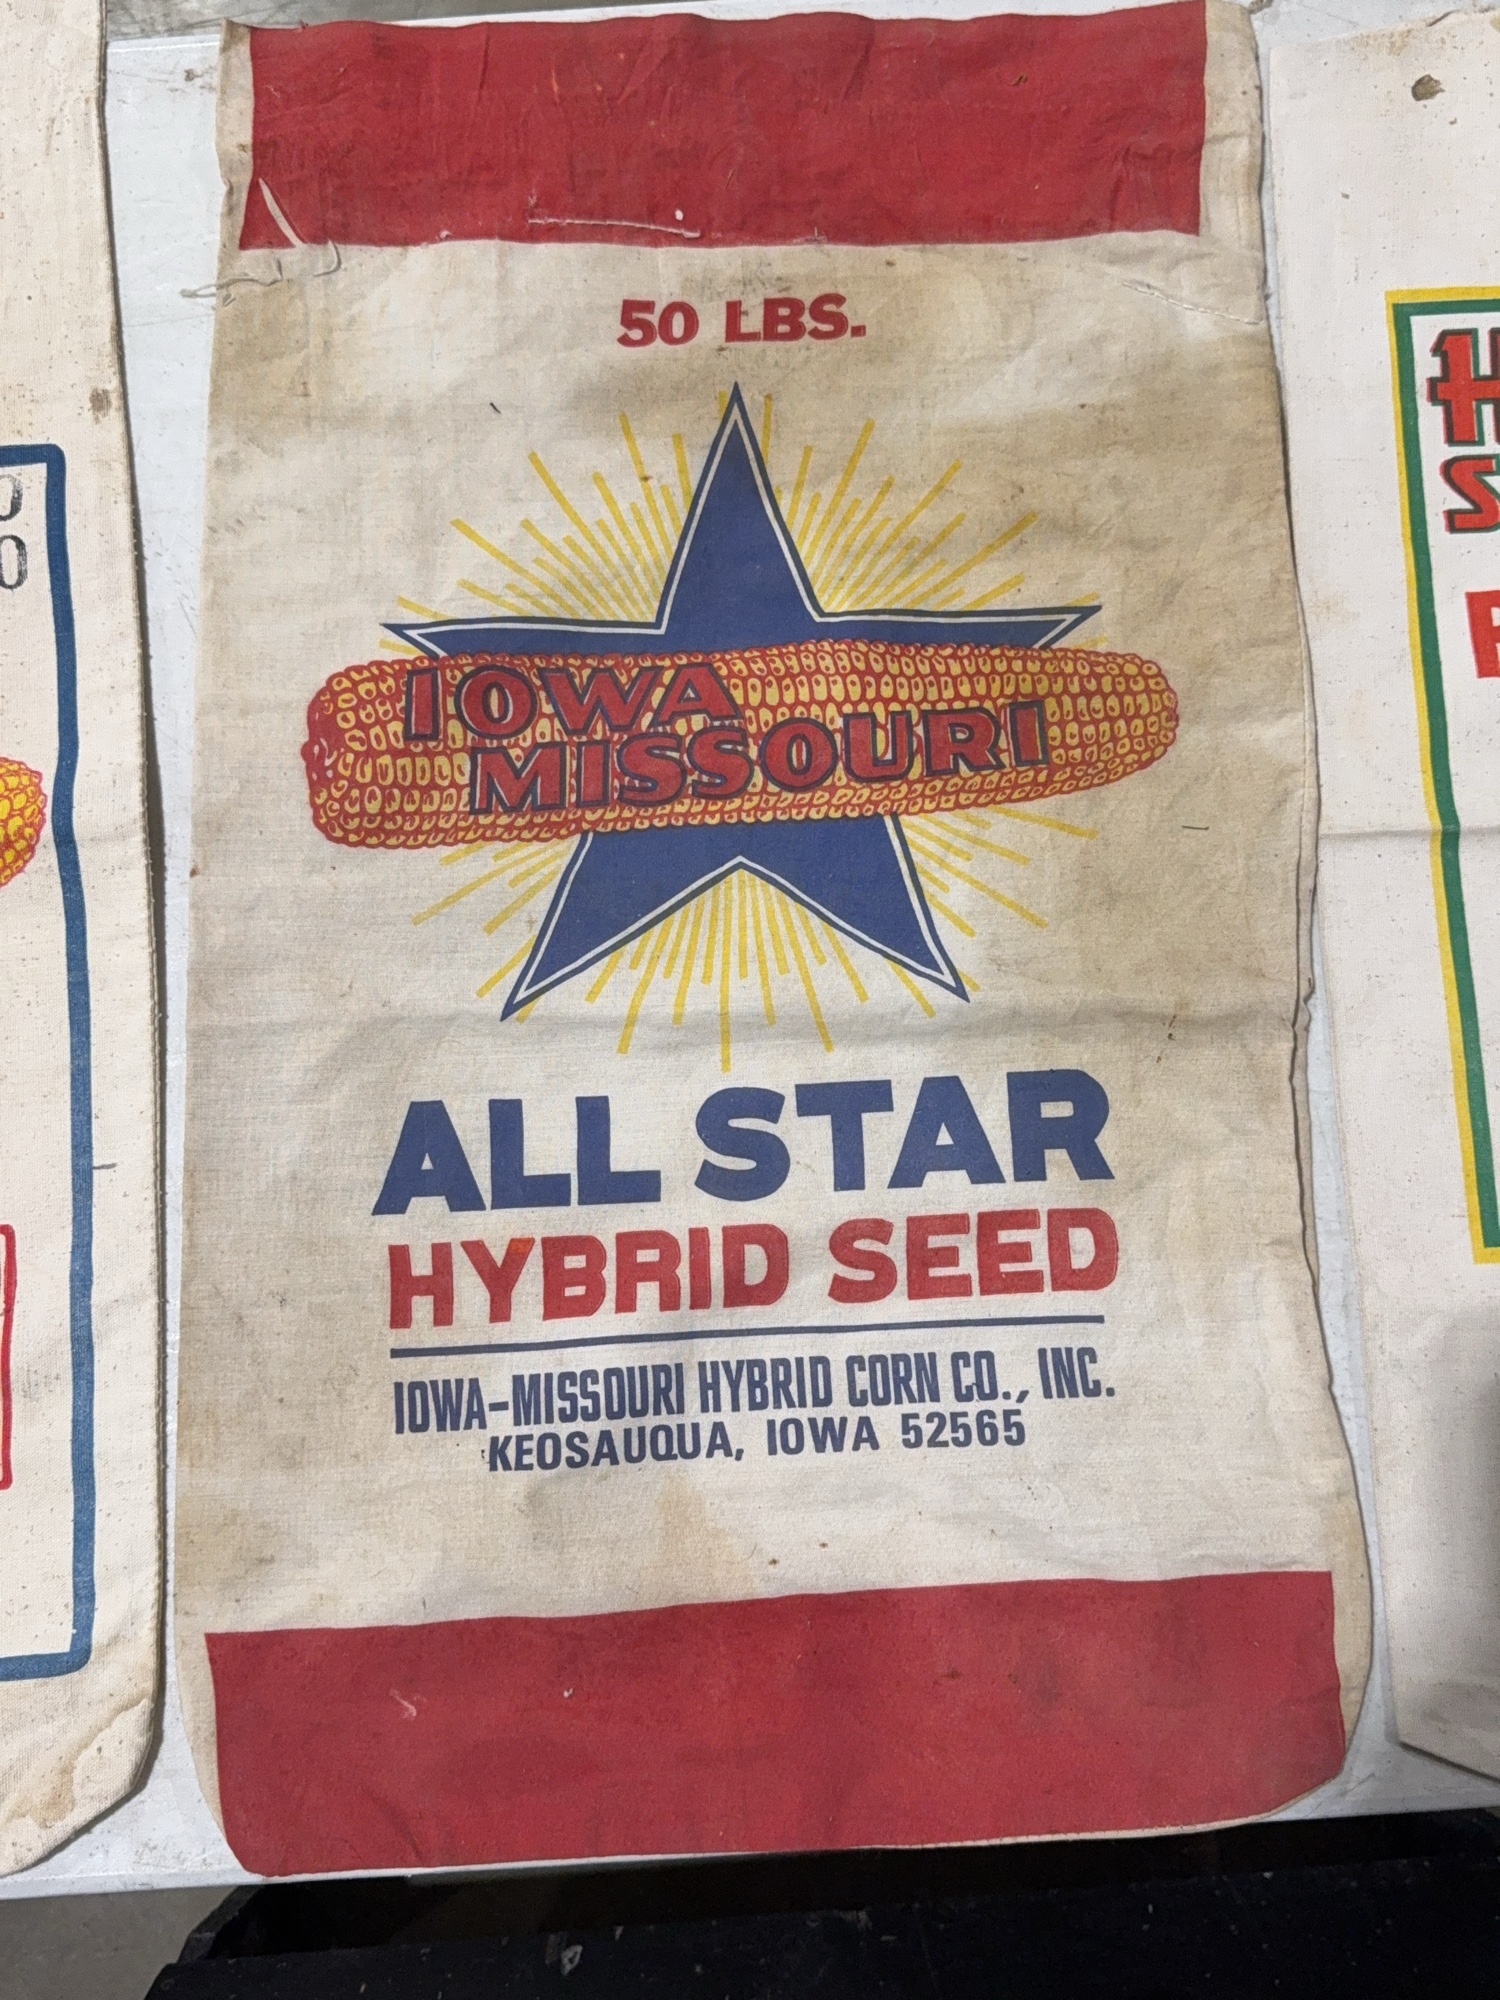 50 LBS.
IOWA
MISSOURI
ALL STAR
HYBRID SEED
IOWA-MISSOURI HYBRID CORN CO., INC.
KEOSAUQUA, IOWA 52565